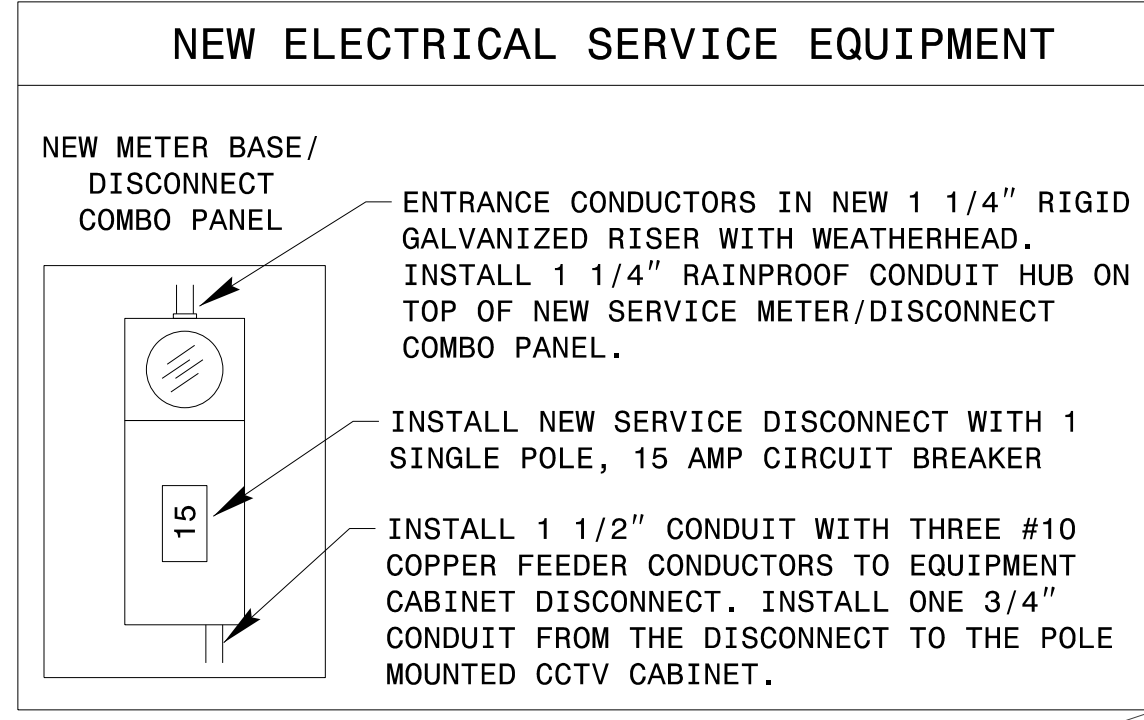 NEW ELECTRICAL SERVICE EQUIPMENT
NEW METER BASE/
DISCONNECT
COMBO PANEL
ENTRANCE CONDUCTORS IN NEW 1 1/4" RIGID
GALVANIZED RISER WITH WEATHERHEAD.
INSTALL 1 1/4" RAINPROOF CONDUIT HUB ON
TOP OF NEW SERVICE METER/DISCONNECT
COMBO PANEL.
INSTALL NEW SERVICE DISCONNECT WITH 1
SINGLE POLE, 15 AMP CIRCUIT BREAKER
15
INSTALL 1 1/2" CONDUIT WITH THREE #10
COPPER FEEDER CONDUCTORS TO EQUIPMENT
CABINET DISCONNECT. INSTALL ONE 3/4"
CONDUIT FROM THE DISCONNECT TO THE POLE
MOUNTED CCTV CABINET.